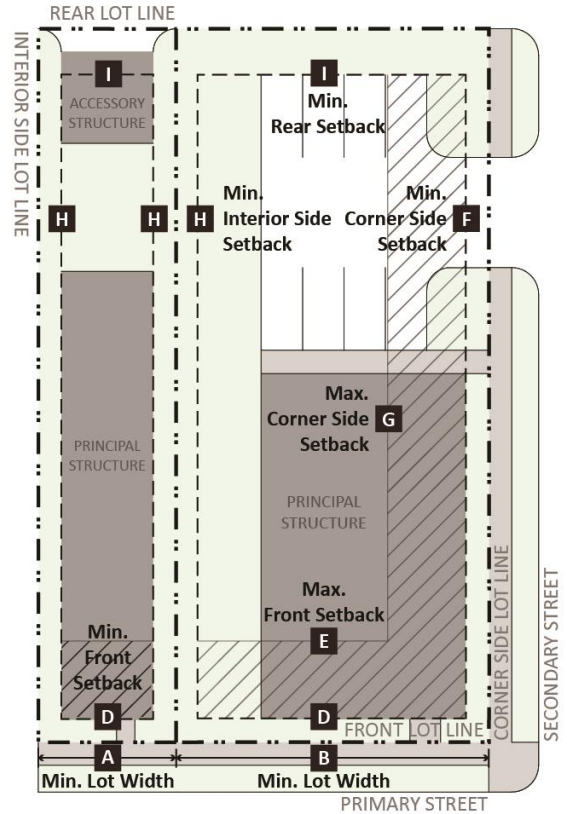 REAR LOT LINE
INTERIOR SIDE LOT LINE
I
ACCESSORY
STRUCTURE
I
Min.
Rear Setback
H
H
H
Min.
Interior Side
Setback
Min.
Corner Side
Setback
F
Max.
Corner Side
Setback
G
PRINCIPAL
STRUCTURE
PRINCIPAL
STRUCTURE
Max.
Front Setback
E
Min.
Front
Setback
D
D
FRONT LOT LINE
CORNER SIDE LOT LINE
SECONDARY STREET
A
B
Min. Lot Width
Min. Lot Width
PRIMARY STREET